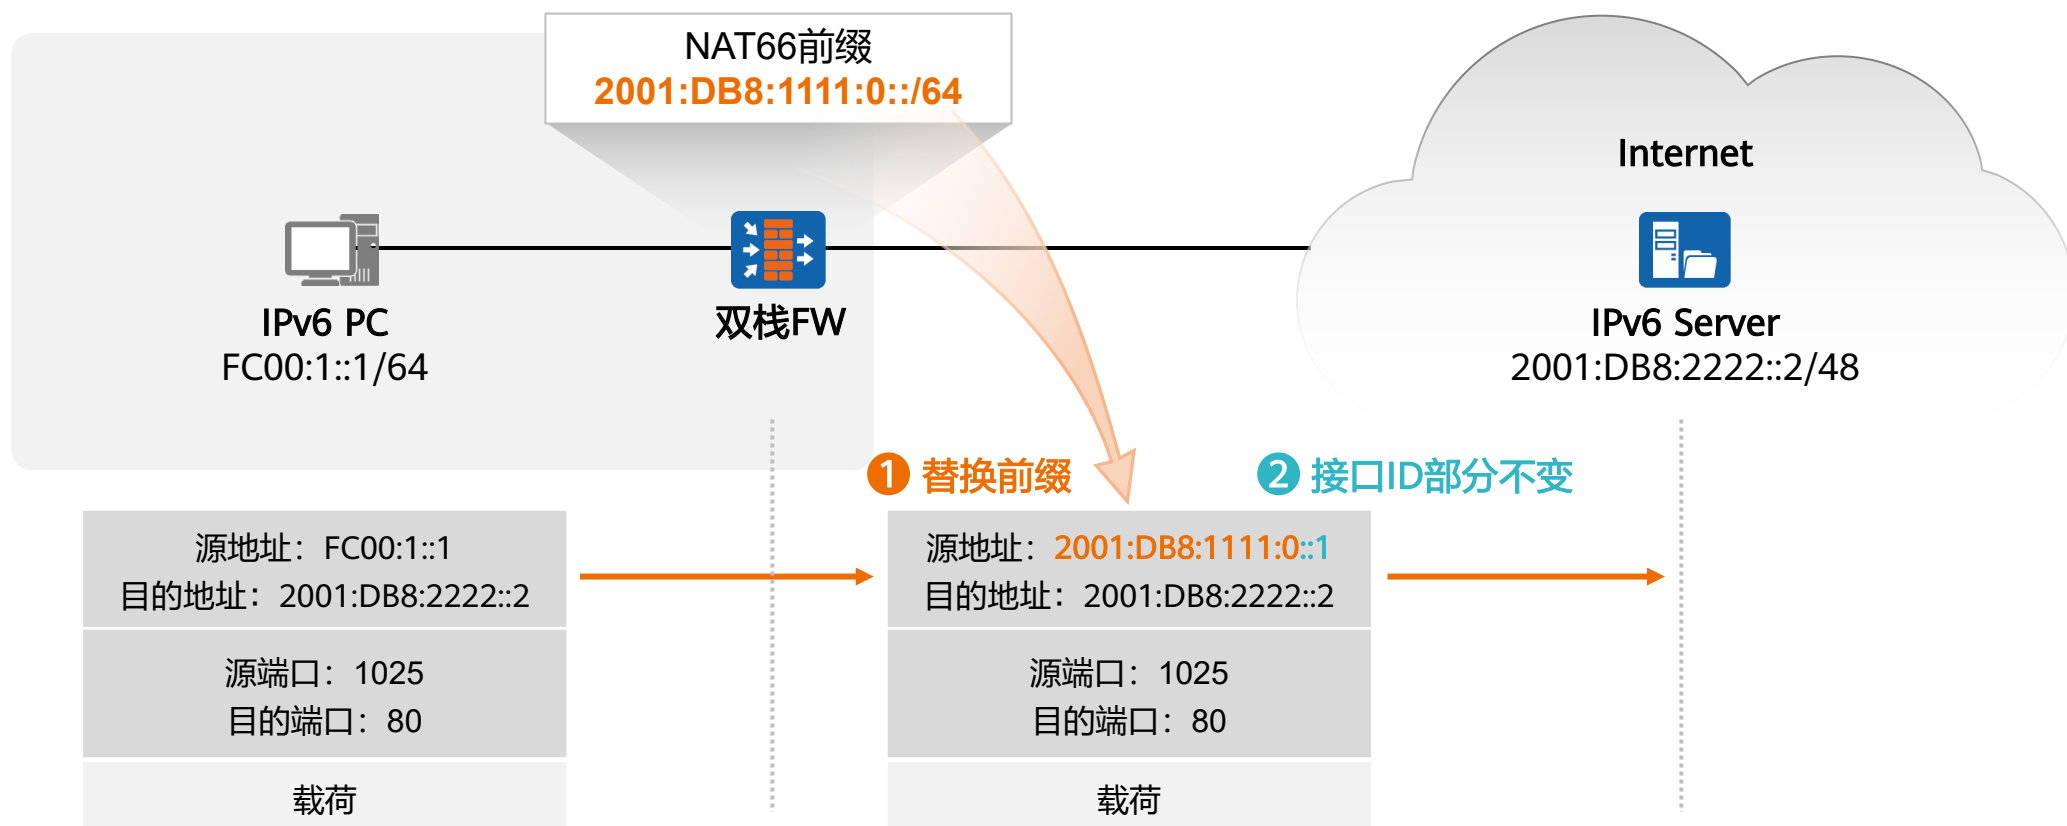 NAT66前缀
2001:DB8:1111:0::/64
Internet
IPv6 PC
FC00:1::1/64
双栈FW
IPv6 Server
2001:DB8:2222::2/48
1 替换前缀
2 接口ID部分不变
源地址：FC00:1::1
目的地址：2001:DB8:2222::2
源端口：1025
目的端口：80
载荷
源地址：2001:DB8:1111:0::1
目的地址：2001:DB8:2222::2
源端口：1025
目的端口：80
载荷